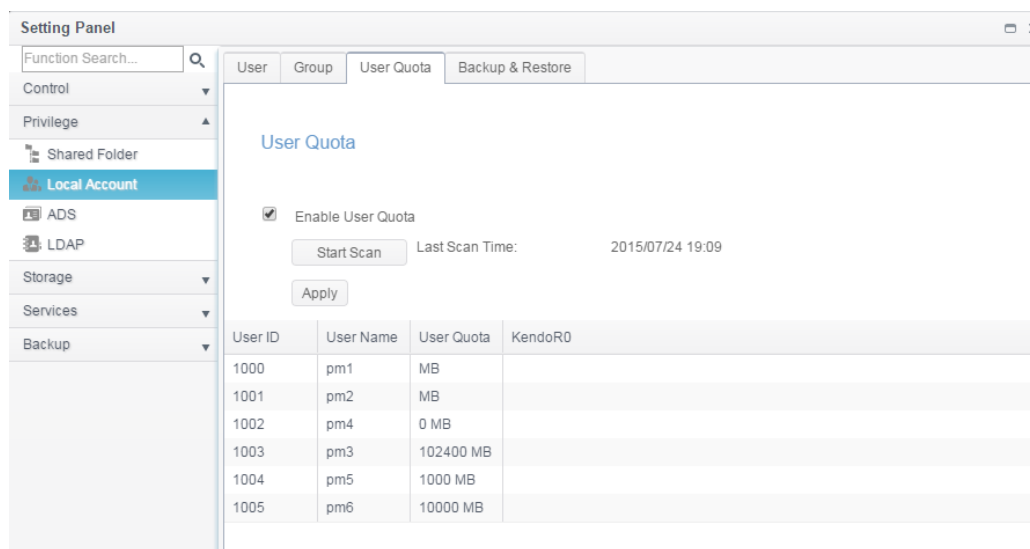 Setting Panel
Function Search...
Control
Privilege
Shared Folder
Local Account
ADS
LDAP
Storage
Services
Backup
User Group User Quota Backup & Restore
User Quota
Enable User Quota
Start Scan Last Scan Time: 2015/07/24 19:09
Apply
User ID User Name User Quota KendoR0
1000 pm1 MB
1001 pm2 MB
1002 pm4 0 MB
1003 pm3 102400 MB
1004 pm5 1000 MB
1005 pm6 10000 MB